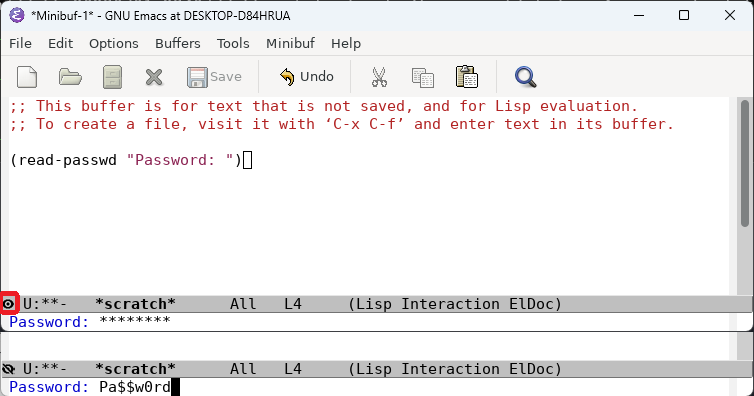 *Minibuf-1* - GNU Emacs at DESKTOP-D84HRUA
File Edit Options Buffers Tools Minibuf Help
Save Undo
;; This buffer is for text that is not saved, and for Lisp evaluation.
;; To create a file, visit it with ‘C-x C-f’ and enter text in its buffer.
(read-passwd "Password: ")
U:**- *scratch* All L4 (Lisp Interaction ElDoc)
Password: ********
U:**- *scratch* All L4 (Lisp Interaction ElDoc)
Password: Pa$$w0rd